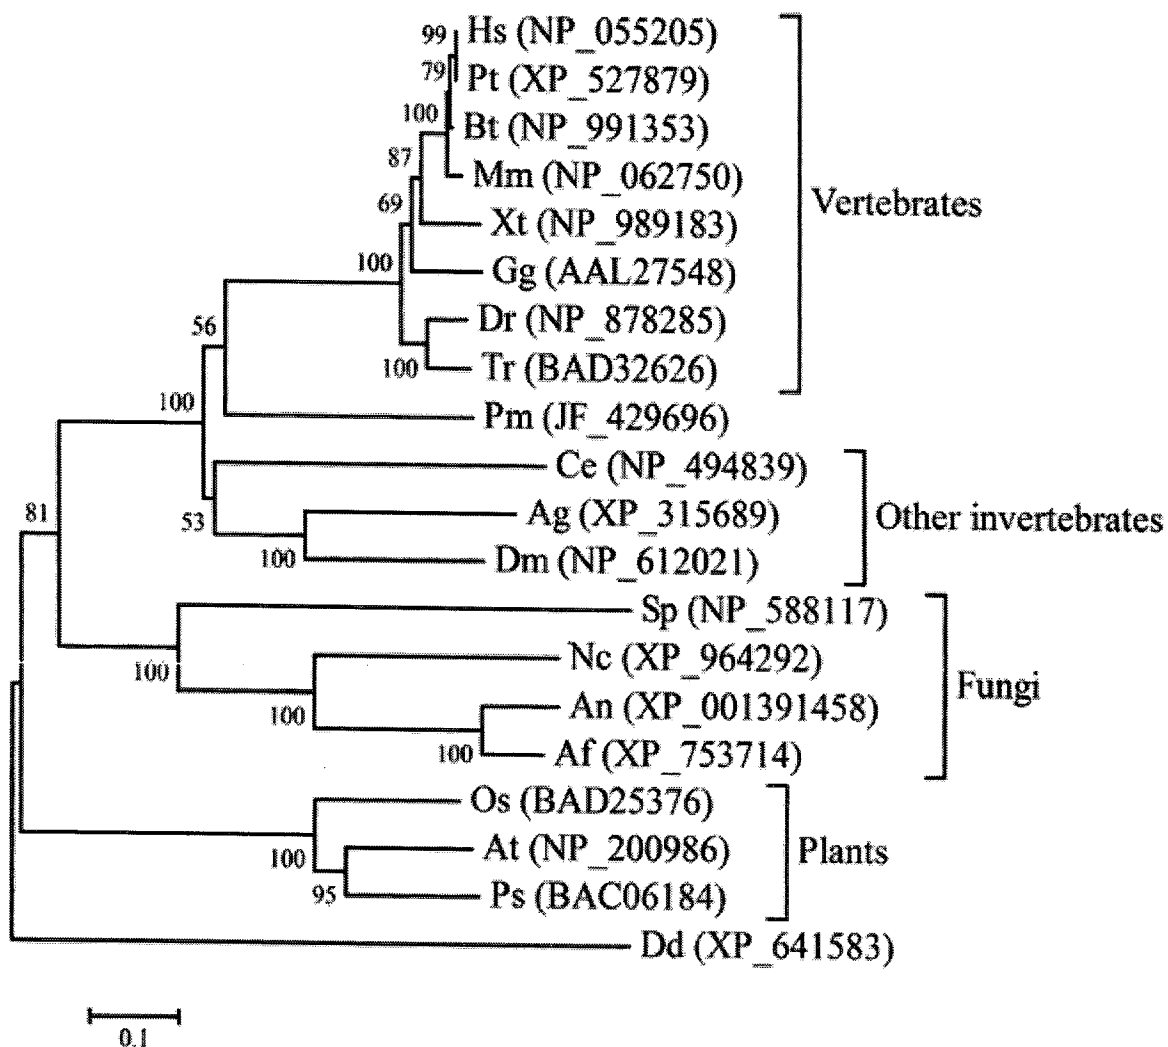 99 Hs (NP_055205)
79 Pt (XP_527879)
100 Bt (NP_991353)
87 Mm (NP_062750)
Vertebrates
69 Xt (NP_989183)
100 Gg (AAL27548)
56 Dr (NP_878285)
100 Tr (BAD32626)
100 Pm (JF_429696)
Ce (NP_494839)
81 53 Ag (XP_315689) Other invertebrates
100 Dm (NP_612021)
Sp (NP_588117)
100 Nc (XP_964292)
Fungi
100 An (XP_001391458)
100 Af (XP_753714)
Os (BAD25376)
100 At (NP_200986) Plants
95 Ps (BAC06184)
Dd (XP_641583)
0.1